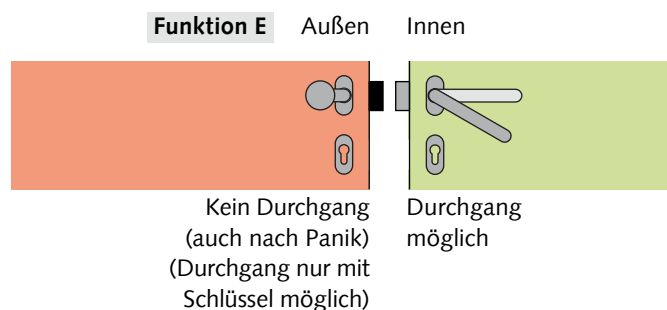 Funktion E Außen Innen
Kein Durchgang
(auch nach Panik)
(Durchgang nur mit
Schlüssel möglich)
Durchgang
möglich